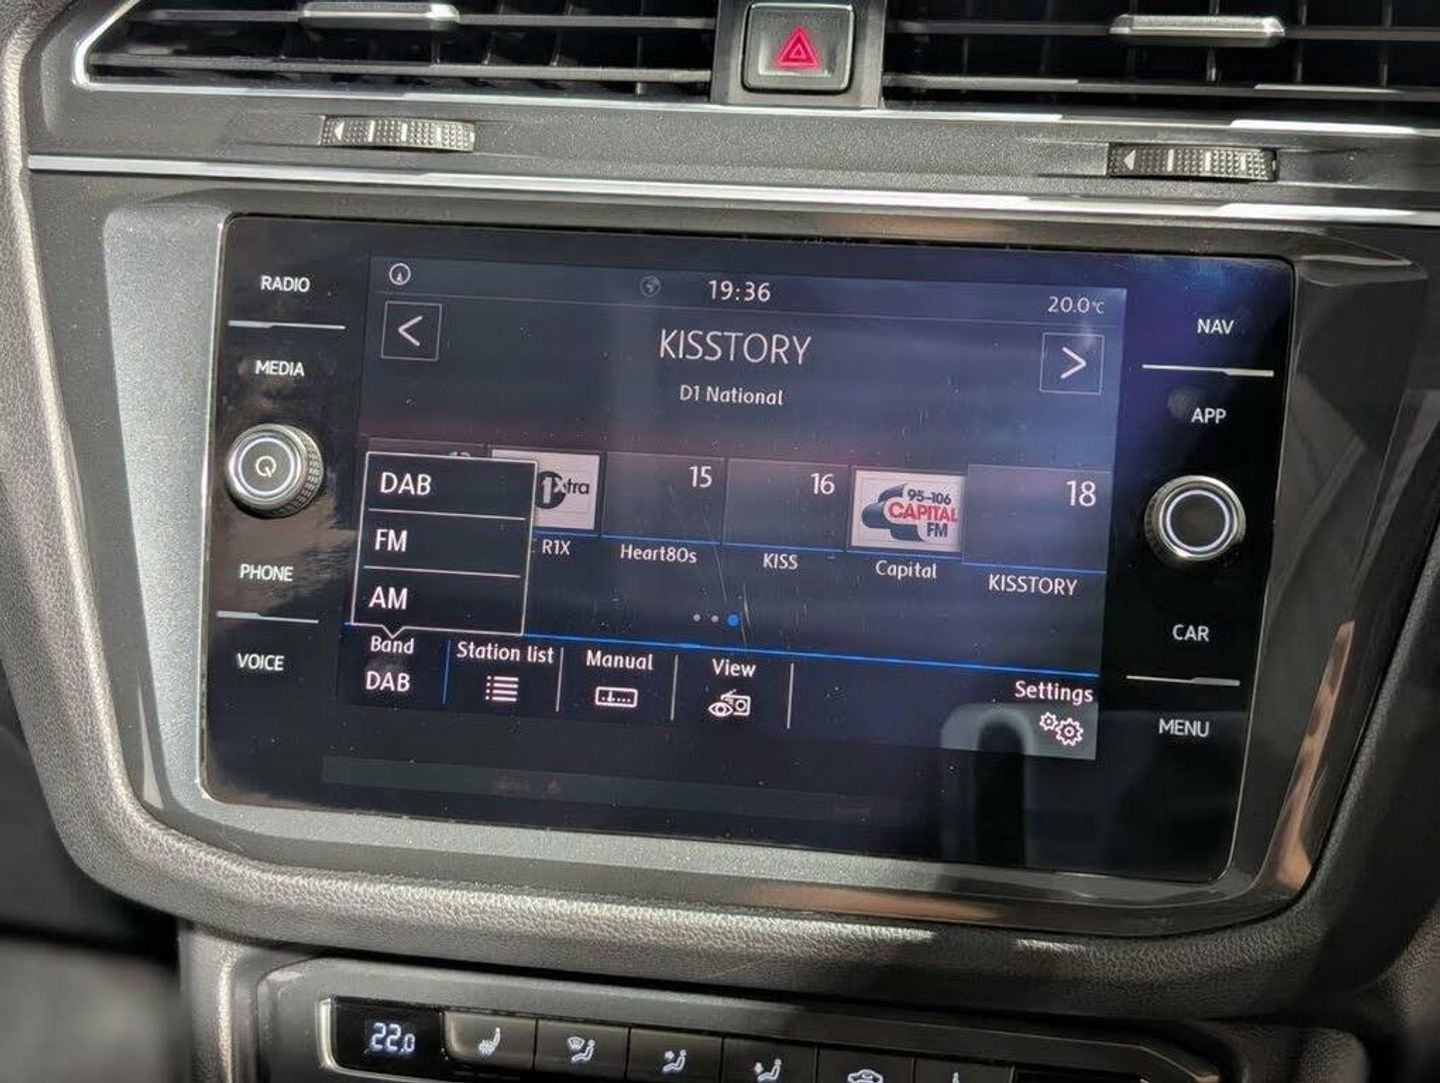 RADIO
MEDIA
PHONE
VOICE
19:36
20.0°C
<
KISSTORY
>
D1 National
15
16
18
1Xtra
95-106
CAPITAL
FM
R1X
Heart80s
KISS
Capital
KISSTORY
DAB
FM
AM
Band
DAB
Station list
Manual
View
Settings
NAV
APP
CAR
MENU
22.0